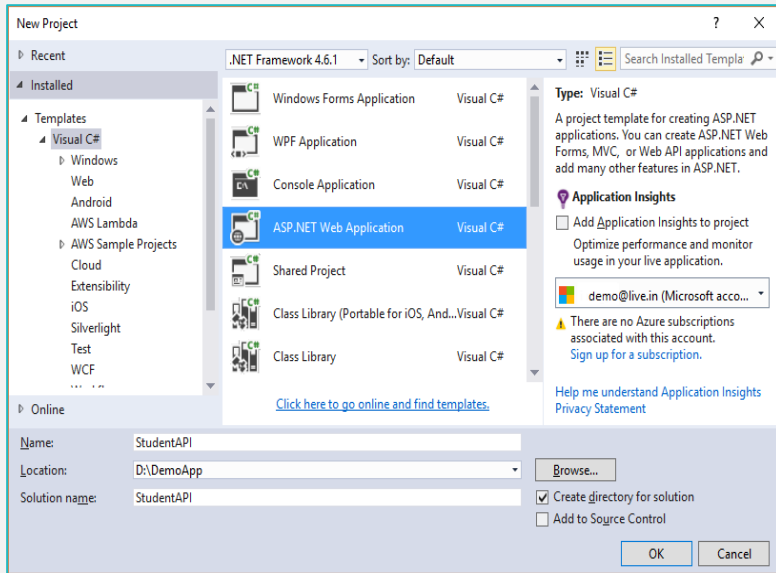 New Project
?
Recent
.NET Framework 4.6.1
Sort by: Default
Search Installed Templa
Installed
Templates
Visual C#
Windows
Web
Android
AWS Lambda
AWS Sample Projects
Cloud
Extensibility
iOS
Silverlight
Test
WCF
Online
Windows Forms Application Visual C#
WPF Application Visual C#
Console Application Visual C#
ASP.NET Web Application Visual C#
Shared Project Visual C#
Class Library (Portable for iOS, And...Visual C#
Class Library Visual C#
Click here to go online and find templates.
Type: Visual C#
A project template for creating ASP.NET
applications. You can create ASP.NET Web
Forms, MVC, or Web API applications and
add many other features in ASP.NET.
Application Insights
Add Application Insights to project
Optimize performance and monitor
usage in your live application.
demo@live.in (Microsoft acco...
There are no Azure subscriptions
associated with this account.
Sign up for a subscription.
Help me understand Application Insights
Privacy Statement
Name: StudentAPI
Location: D:\DemoApp
Browse...
Solution name: StudentAPI
Create directory for solution
Add to Source Control
OK
Cancel